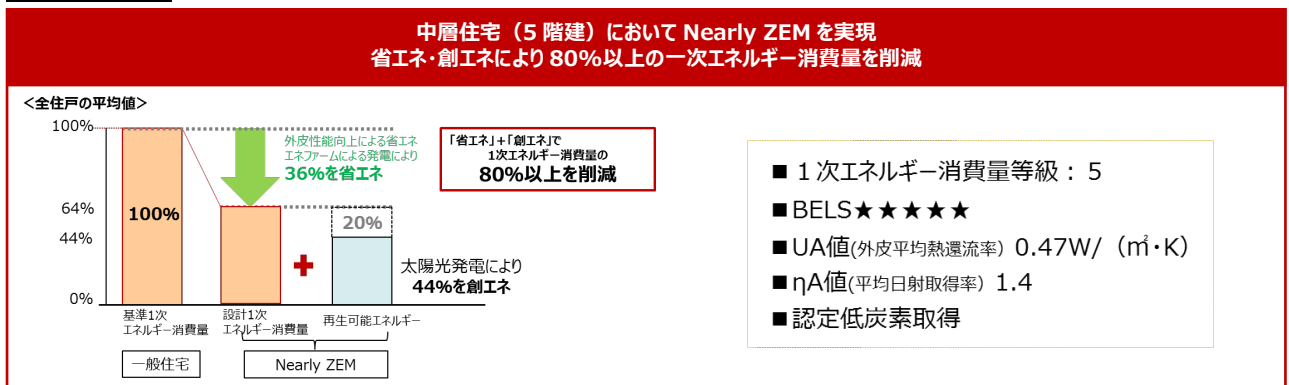 中層住宅（5 階建）において Nearly ZEM を実現
省エネ・創エネにより 80％以上の一次エネルギー消費量を削減
＜全住戸の平均値＞
100%
64%
44%
0%
100%
外皮性能向上による省エネ
エネファームによる発電により
36%を省エネ
「省エネ」＋「創エネ」で
1次エネルギー消費量の
80%以上を削減
20%
太陽光発電により
44%を創エネ
基準1次
エネルギー消費量
設計1次
エネルギー消費量
再生可能エネルギー
一般住宅
Nearly ZEM
■ 1 次エネルギー消費量等級： 5
■ BELS★★★★★
■ UA値(外皮平均熱還流率) 0.47W/（㎡・K）
■ ηA値(平均日射取得率) 1.4
■ 認定低炭素取得